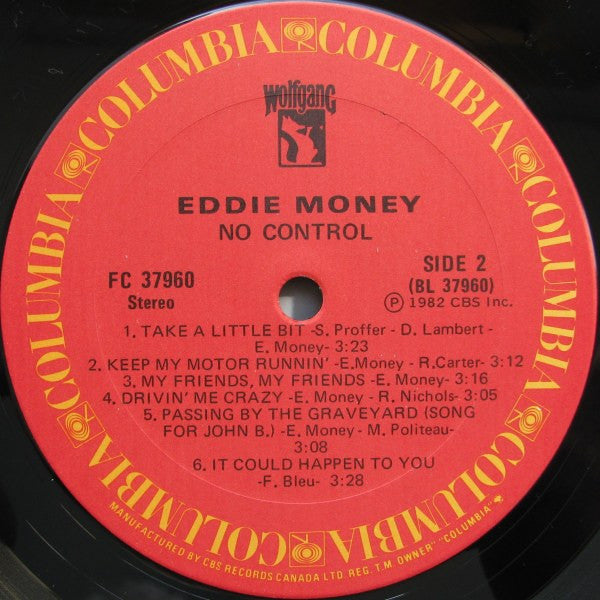 COLUMBIA COLUMBIA COLUMBIA COLUMBIA COLUMBIA COLUMBIA
wolfgang
EDDIE MONEY
NO CONTROL
FC 37960
Stereo
SIDE 2
(BL 37960)
Ⓟ 1982 CBS Inc.
1. TAKE A LITTLE BIT -S. Proffer - D. Lambert -
E. Money- 3:23
2. KEEP MY MOTOR RUNNIN' -E.Money - R.Carter- 3:12
3. MY FRIENDS, MY FRIENDS -E. Money- 3:16
4. DRIVIN' ME CRAZY -E. Money - R. Nichols- 3:05
5. PASSING BY THE GRAVEYARD (SONG
FOR JOHN B.) -E. Money - M. Politeau-
3:08
6. IT COULD HAPPEN TO YOU
-F. Bleu- 3:28
MANUFACTURED BY CBS RECORDS CANADA LTD. REG. T.M. OWNER "COLUMBIA"